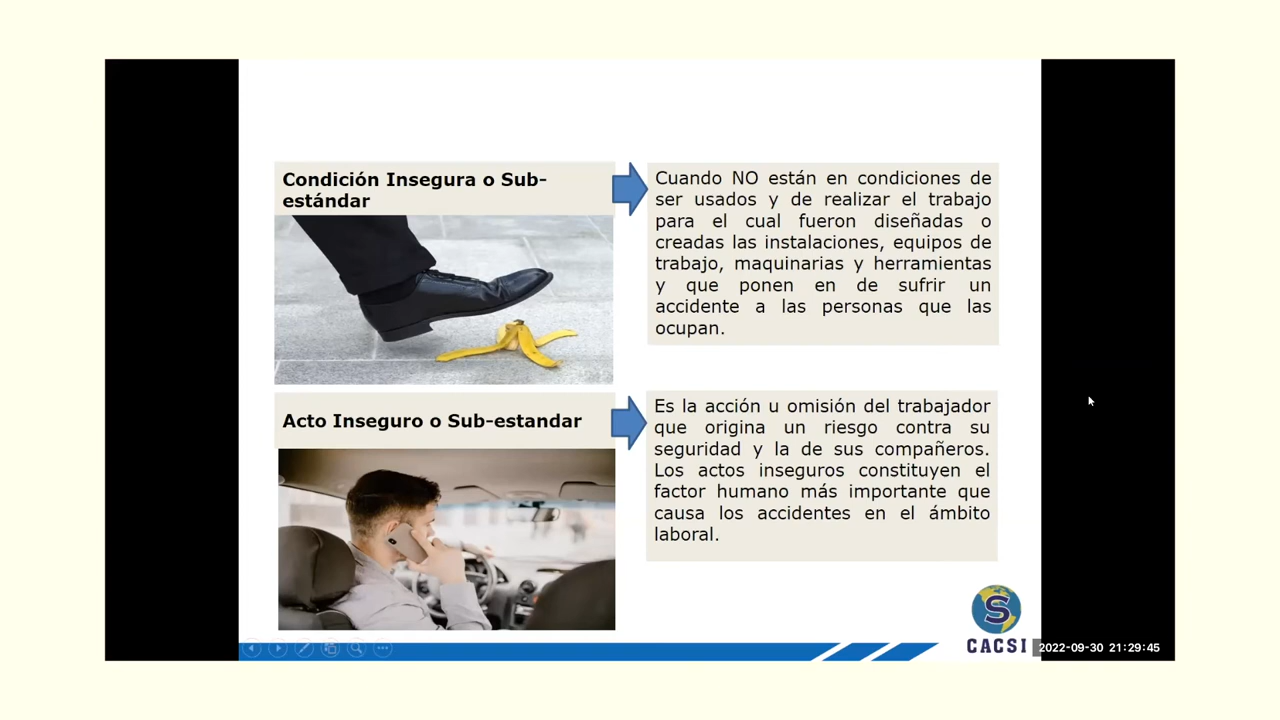 Condición Insegura o Sub-
estándar
Cuando NO están en condiciones de
ser usados y de realizar el trabajo
para el cual fueron diseñadas o
creadas las instalaciones, equipos de
trabajo, maquinarias y herramientas
y que ponen en de sufrir un
accidente a las personas que las
ocupan.
Acto Inseguro o Sub-estandar
Es la acción u omisión del trabajador
que origina un riesgo contra su
seguridad y la de sus compañeros.
Los actos inseguros constituyen el
factor humano más importante que
causa los accidentes en el ámbito
laboral.
S
CACSI
2022-09-30 21:29:45